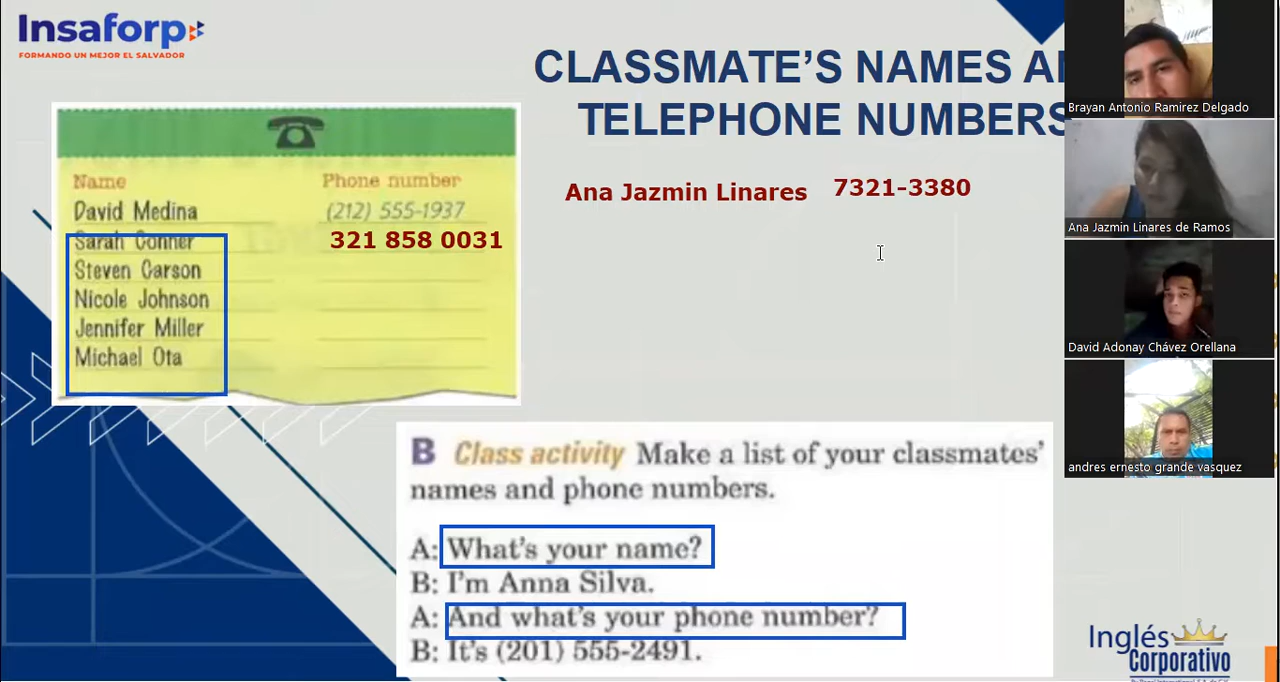 Insaforp
FORMANDO UN MEJOR EL SALVADOR
CLASSMATE'S NAMES A
TELEPHONE NUMBERS
Name Phone number
David Medina (212) 555-1937
Sarah Conner 321 858 0031
Steven Carson
Nicole Johnson
Jennifer Miller
Michael Ota
Ana Jazmin Linares 7321-3380
B Class activity Make a list of your classmates'
names and phone numbers.
A: What's your name?
B: I'm Anna Silva.
A: And what's your phone number?
B: It's (201) 555-2491.
Brayan Antonio Ramirez Delgado
Ana Jazmin Linares de Ramos
David Adonay Chávez Orellana
andres ernesto grande vasquez
Inglés
Corporativo